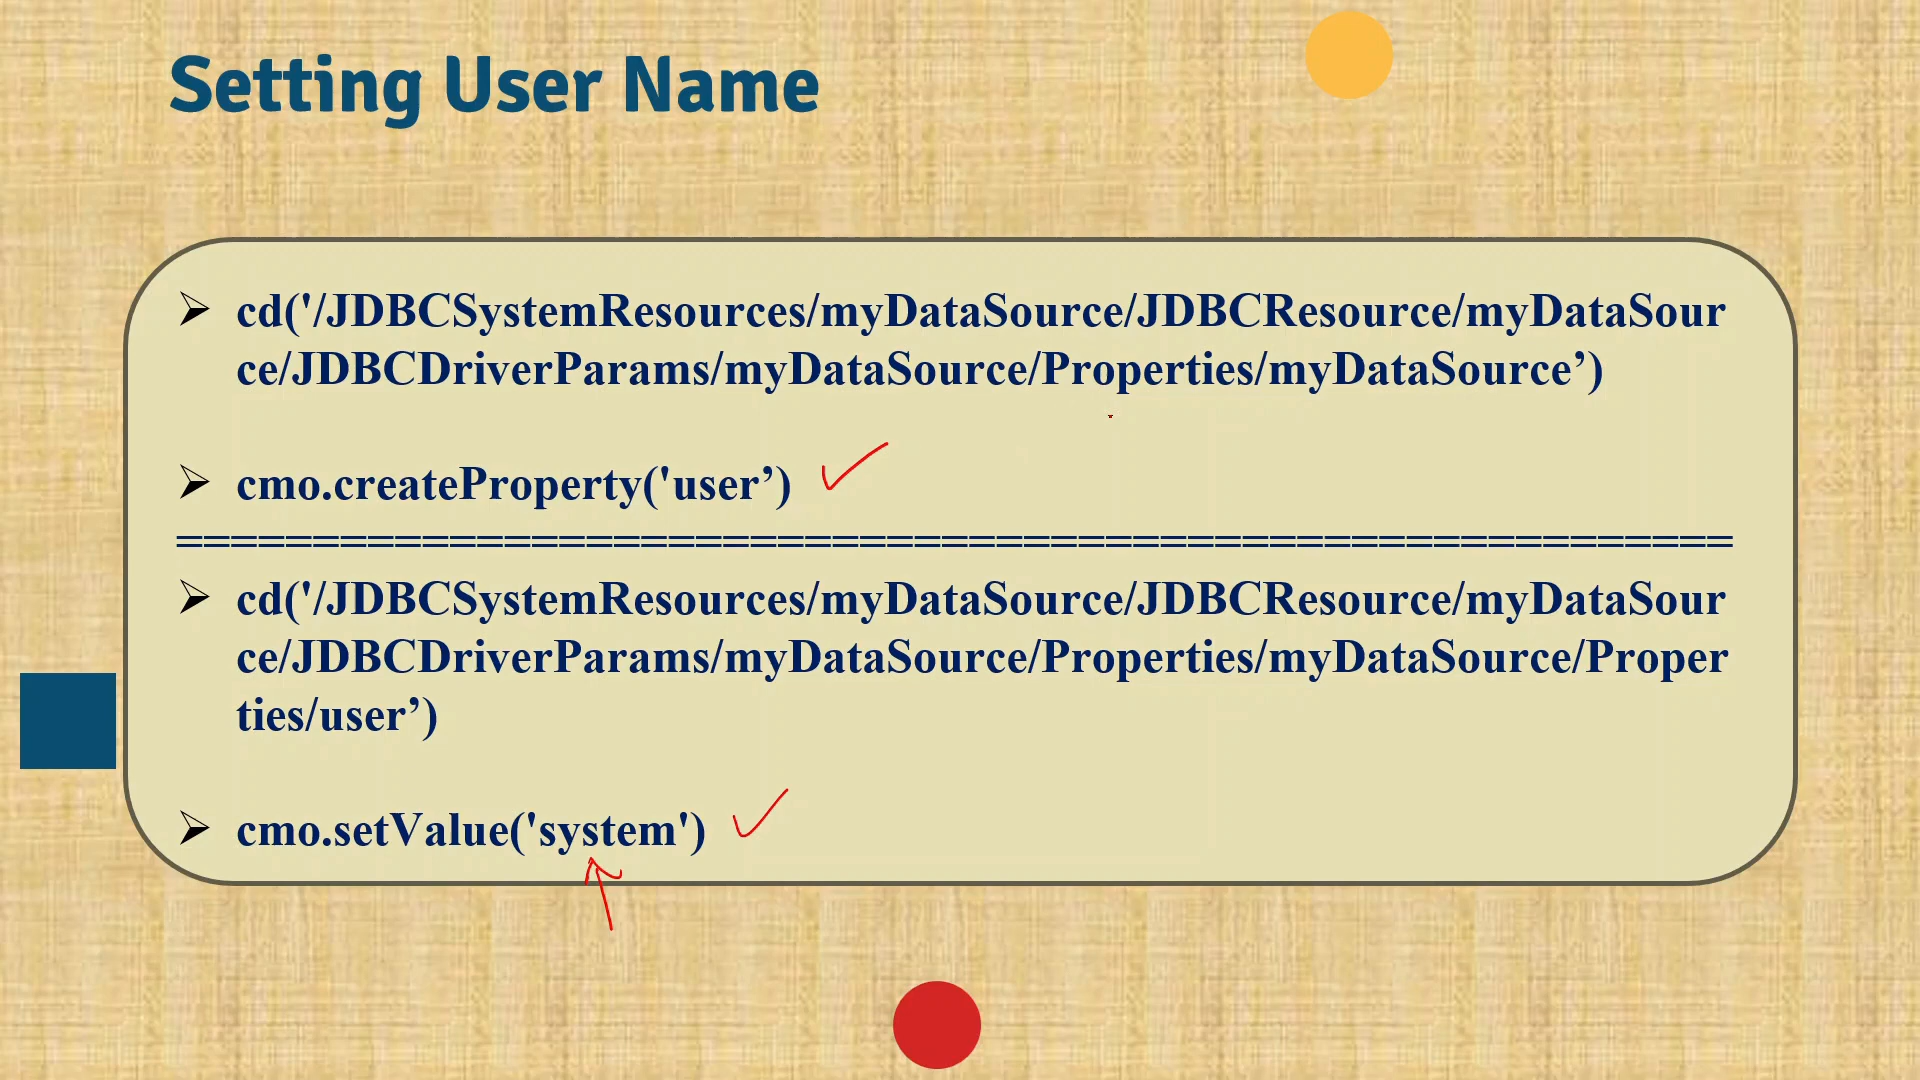 Setting User Name
➢ cd('/JDBCSystemResources/myDataSource/JDBCResource/myDataSour
ce/JDBCDriverParams/myDataSource/Properties/myDataSource’)
➢ cmo.createProperty('user’)
=========================================================
➢ cd('/JDBCSystemResources/myDataSource/JDBCResource/myDataSour
ce/JDBCDriverParams/myDataSource/Properties/myDataSource/Proper
ties/user’)
➢ cmo.setValue('system')